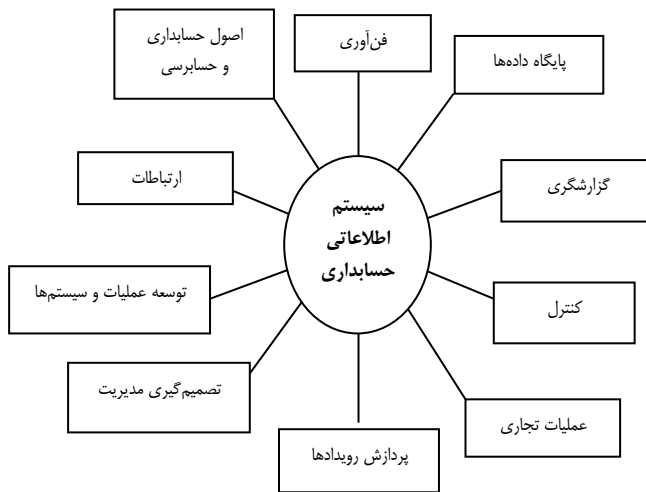 اصول حسابداری
و حسابرسی
فن‌آوری
پایگاه داده‌ها
ارتباطات
گزارشگری
سیستم
اطلاعاتی
حسابداری
توسعه عملیات و سیستم‌ها
کنترل
تصمیم‌گیری مدیریت
عملیات تجاری
پردازش رویدادها